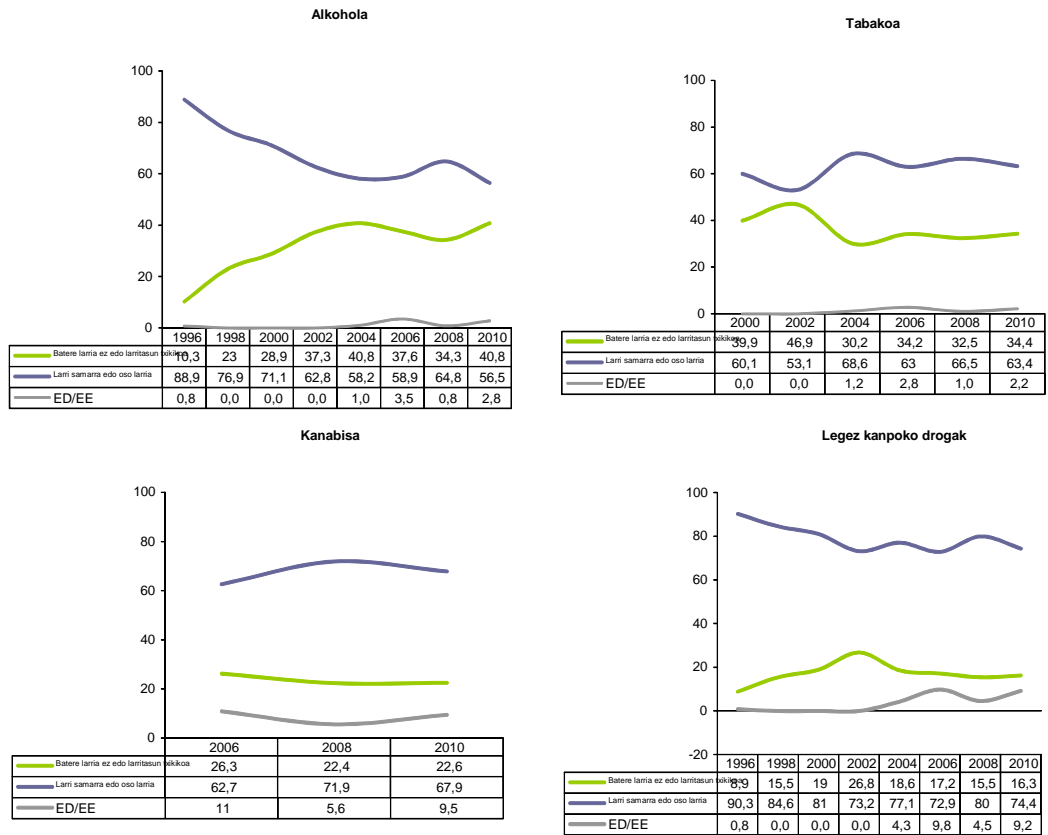 Alkohola
100
80
60
40
20
0
1996 1998 2000 2002 2004 2006 2008 2010
Batere larria ez edo larritasun txikikoa 10,3 23 28,9 37,3 40,8 37,6 34,3 40,8
Larri samarra edo oso larria 88,9 76,9 71,1 62,8 58,2 58,9 64,8 56,5
ED/EE 0,8 0,0 0,0 0,0 1,0 3,5 0,8 2,8
Tabakoa
100
80
60
40
20
0
2000 2002 2004 2006 2008 2010
Batere larria ez edo larritasun txikikoa 39,9 46,9 30,2 34,2 32,5 34,4
Larri samarra edo oso larria 60,1 53,1 68,6 63 66,5 63,4
ED/EE 0,0 0,0 1,2 2,8 1,0 2,2
Kanabisa
100
80
60
40
20
0
2006 2008 2010
Batere larria ez edo larritasun txikikoa 26,3 22,4 22,6
Larri samarra edo oso larria 62,7 71,9 67,9
ED/EE 11 5,6 9,5
Legez kanpoko drogak
100
80
60
40
20
0
-20
1996 1998 2000 2002 2004 2006 2008 2010
Batere larria ez edo larritasun txikikoa 8,9 15,5 19 26,8 18,6 17,2 15,5 16,3
Larri samarra edo oso larria 90,3 84,6 81 73,2 77,1 72,9 80 74,4
ED/EE 0,8 0,0 0,0 0,0 4,3 9,8 4,5 9,2